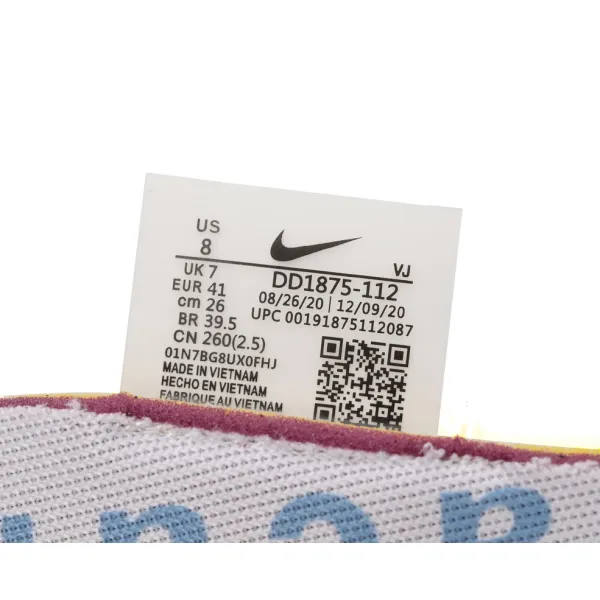 US
8
VJ
UK 7
DD1875-112
EUR 41
08/26/20 | 12/09/20
cm 26
UPC 00191875112087
BR 39.5
CN 260(2.5)
01N7BG8UX0FHJ
MADE IN VIETNAM
HECHO EN VIETNAM
FABRIQUE AU VIETNAM